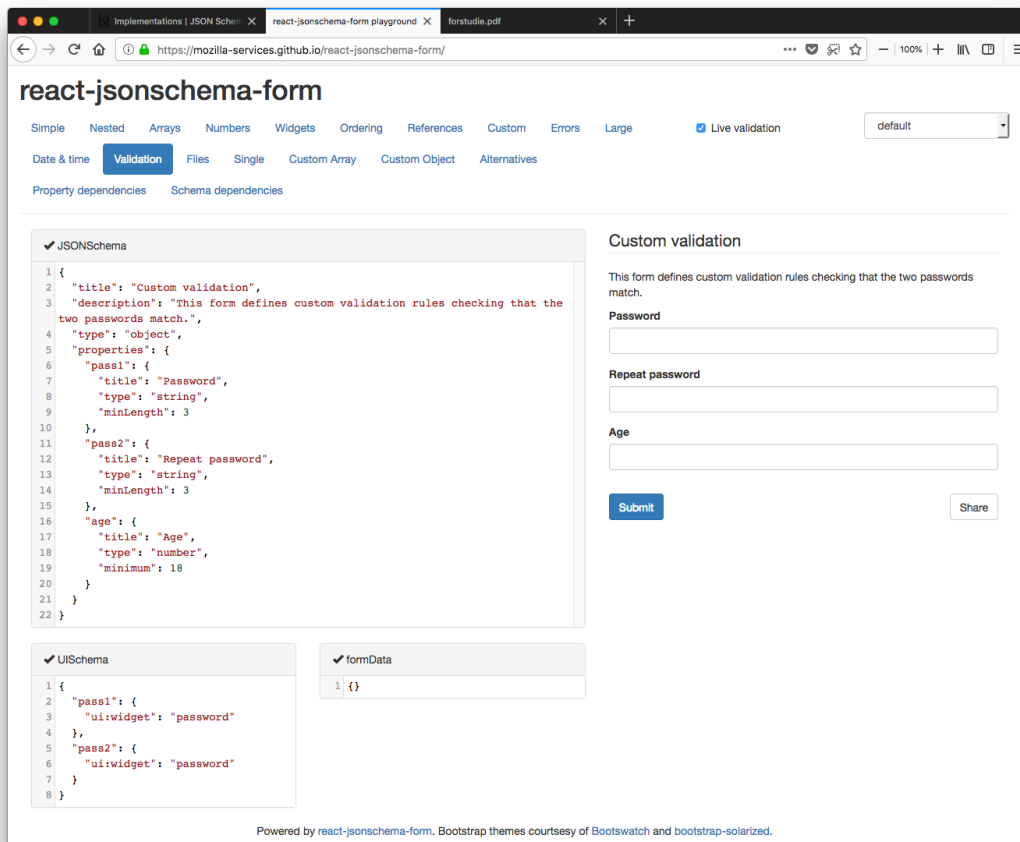 Implementations | JSON Schem
react-jsonschema-form playground
forstudie.pdf
https://mozilla-services.github.io/react-jsonschema-form/
100%
react-jsonschema-form
Simple Nested Arrays Numbers Widgets Ordering References Custom Errors Large
Date & time Validation Files Single Custom Array Custom Object Alternatives
Property dependencies Schema dependencies
Live validation
default
JSONSchema
1 {
2 "title": "Custom validation",
3 "description": "This form defines custom validation rules checking that the
two passwords match.",
4 "type": "object",
5 "properties": {
6 "pass1": {
7 "title": "Password",
8 "type": "string",
9 "minLength": 3
10 },
11 "pass2": {
12 "title": "Repeat password",
13 "type": "string",
14 "minLength": 3
15 },
16 "age": {
17 "title": "Age",
18 "type": "number",
19 "minimum": 18
20 }
21 }
22 }
UISchema
1 {
2 "pass1": {
3 "ui:widget": "password"
4 },
5 "pass2": {
6 "ui:widget": "password"
7 }
8 }
formData
1 {}
Custom validation
This form defines custom validation rules checking that the two passwords
match.
Password
Repeat password
Age
Submit
Share
Powered by react-jsonschema-form. Bootstrap themes courtsesy of Bootswatch and bootstrap-solarized.